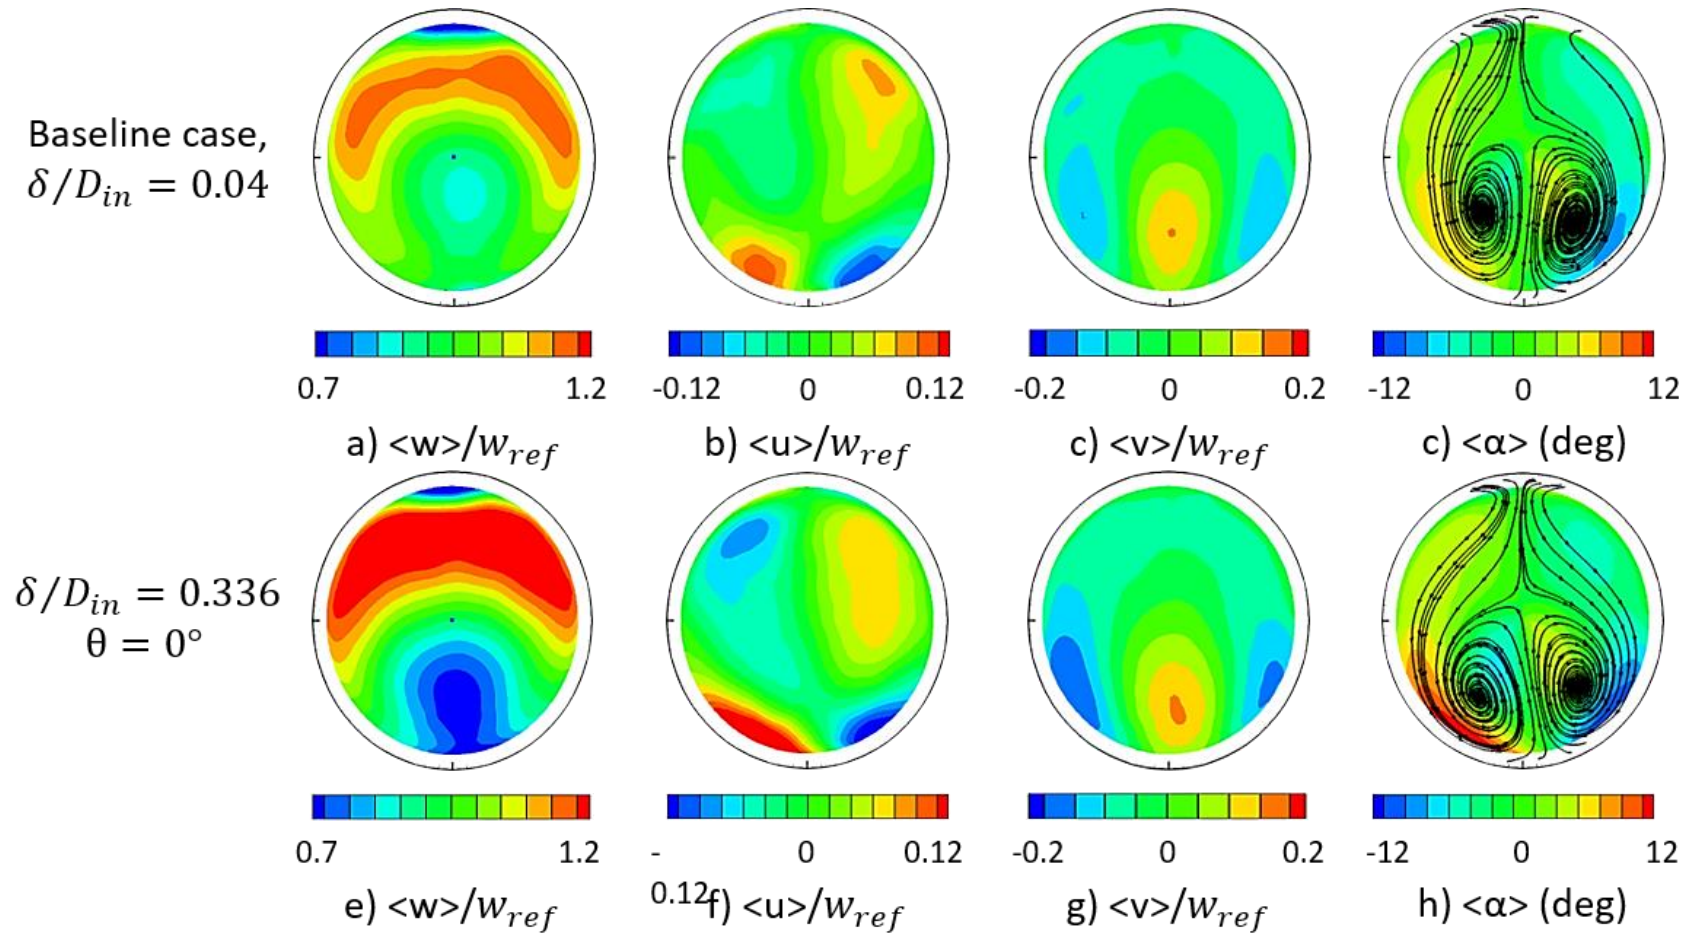 Baseline case,
δ/D_in = 0.04
0.7 1.2
-0.12 0 0.12
-0.2 0 0.2
-12 0 12
a) <w>/w_ref
b) <u>/w_ref
c) <v>/w_ref
c) <α> (deg)
δ/D_in = 0.336
θ = 0°
0.7 1.2
- 0 0.12
0.12
-0.2 0 0.2
-12 0 12
e) <w>/w_ref
f) <u>/w_ref
g) <v>/w_ref
h) <α> (deg)